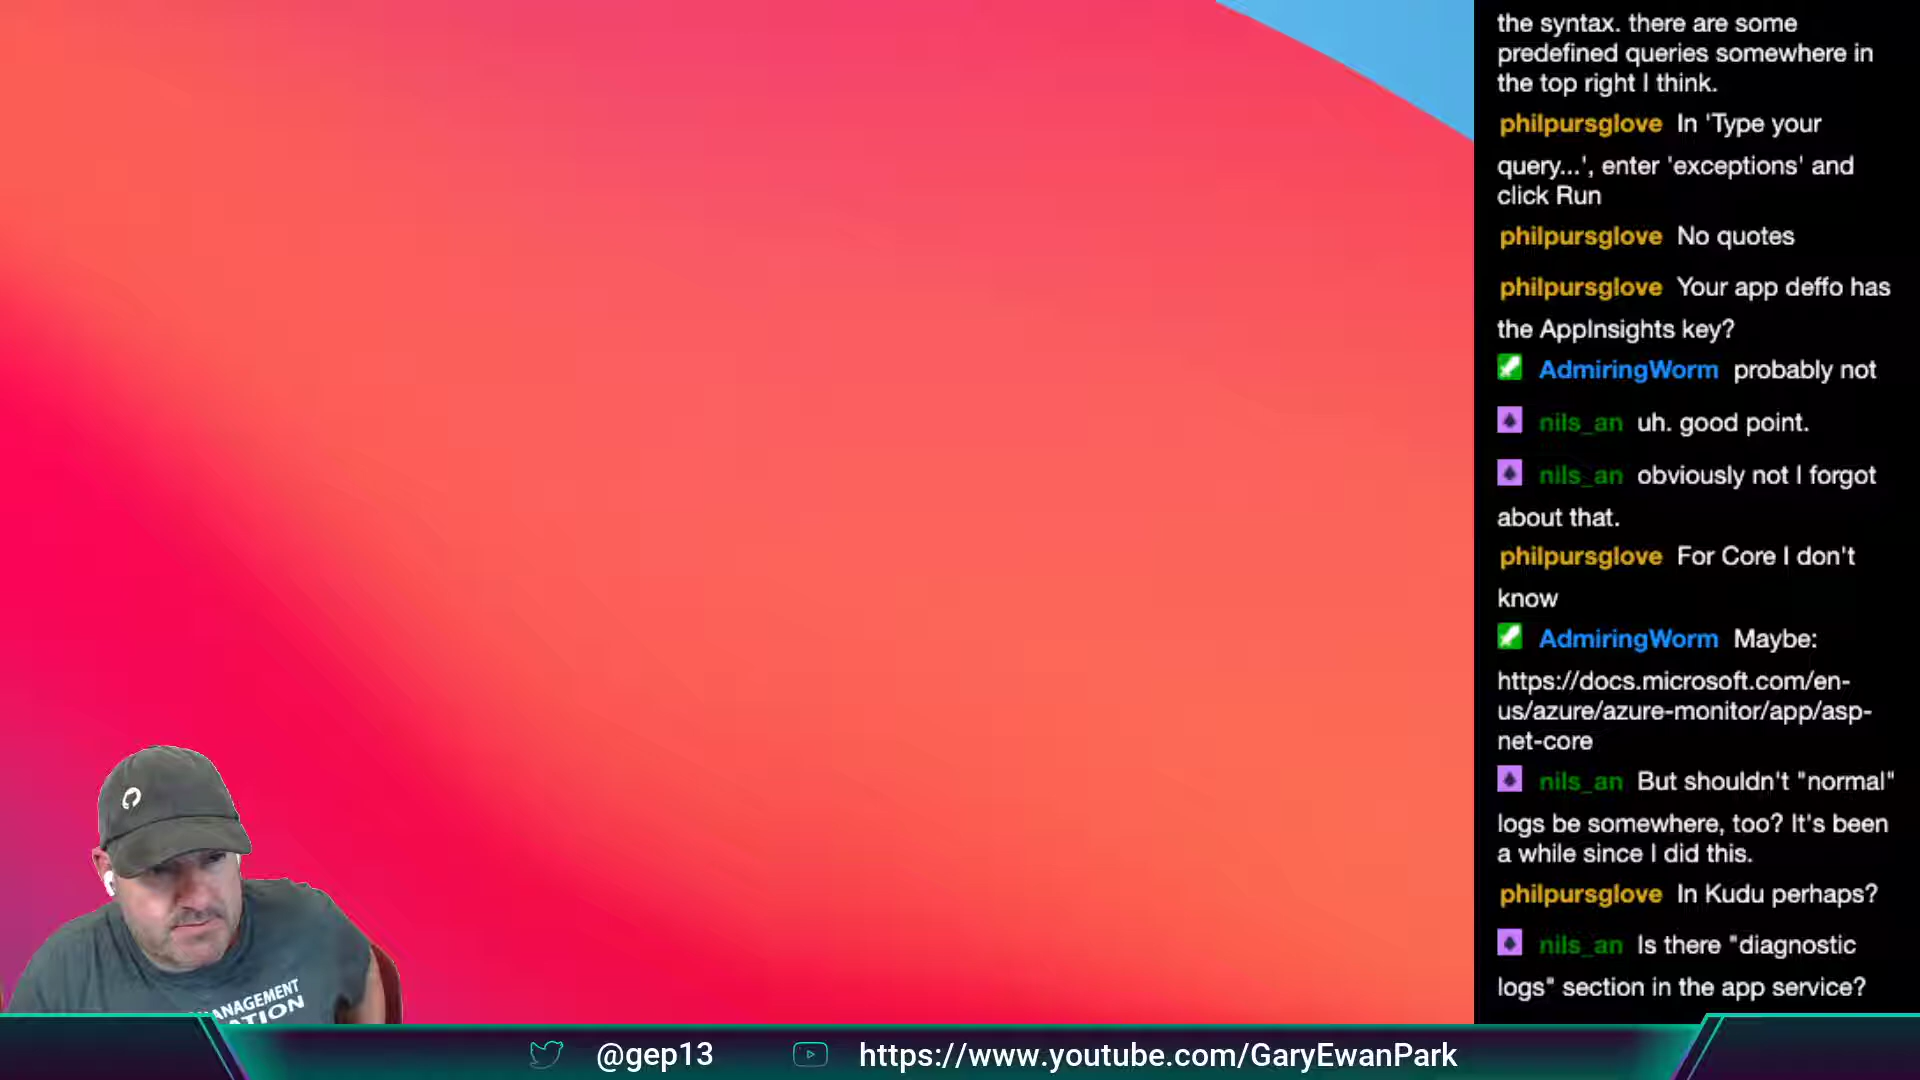 the syntax. there are some
predefined queries somewhere in
the top right I think.
philpursglove In 'Type your
query...', enter 'exceptions' and
click Run
philpursglove No quotes
philpursglove Your app deffo has
the AppInsights key?
AdmiringWorm probably not
nils_an uh. good point.
nils_an obviously not I forgot
about that.
philpursglove For Core I don't
know
AdmiringWorm Maybe:
https://docs.microsoft.com/en-
us/azure/azure-monitor/app/asp-
net-core
nils_an But shouldn't "normal"
logs be somewhere, too? It's been
a while since I did this.
philpursglove In Kudu perhaps?
nils_an Is there "diagnostic
logs" section in the app service?
@gep13 https://www.youtube.com/GaryEwanPark